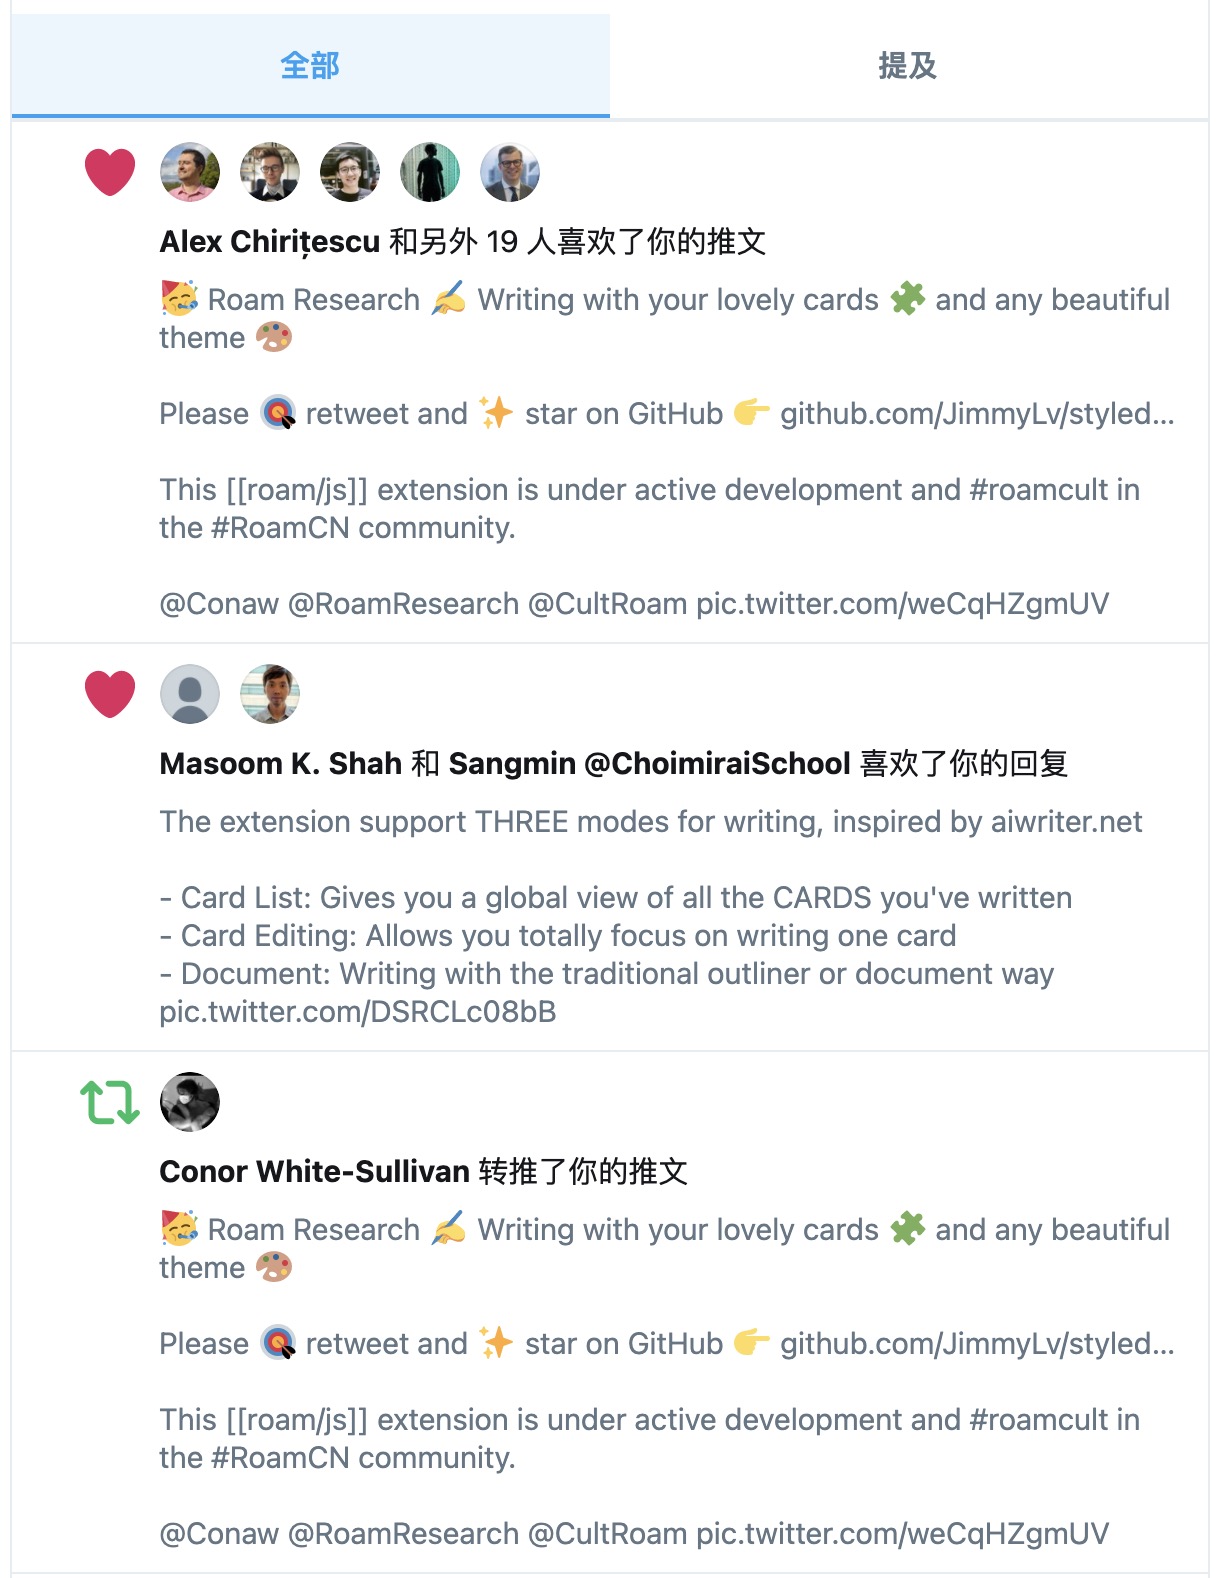 全部
提及
Alex Chirițescu 和另外 19 人喜欢了你的推文
🥳 Roam Research ✍️ Writing with your lovely cards 🧩 and any beautiful
theme 🎨
Please 🎯 retweet and ✨ star on GitHub 👉 github.com/JimmyLv/styled...
This [[roam/js]] extension is under active development and #roamcult in
the #RoamCN community.
@Conaw @RoamResearch @CultRoam pic.twitter.com/weCqHZgmUV
Masoom K. Shah 和 Sangmin @ChoimiraiSchool 喜欢了你的回复
The extension support THREE modes for writing, inspired by aiwriter.net
- Card List: Gives you a global view of all the CARDS you've written
- Card Editing: Allows you totally focus on writing one card
- Document: Writing with the traditional outliner or document way
pic.twitter.com/DSRCLc08bB
Conor White-Sullivan 转推了你的推文
🥳 Roam Research ✍️ Writing with your lovely cards 🧩 and any beautiful
theme 🎨
Please 🎯 retweet and ✨ star on GitHub 👉 github.com/JimmyLv/styled...
This [[roam/js]] extension is under active development and #roamcult in
the #RoamCN community.
@Conaw @RoamResearch @CultRoam pic.twitter.com/weCqHZgmUV